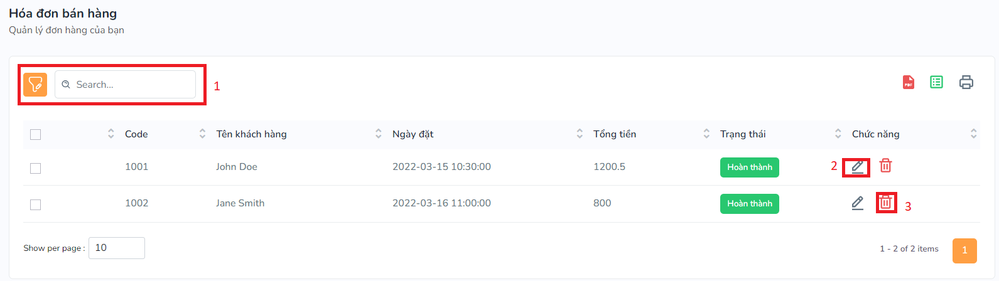 Hóa đơn bán hàng
Quản lý đơn hàng của bạn
Search...
1
PDF
Code Tên khách hàng Ngày đặt Tổng tiền Trạng thái Chức năng
1001 John Doe 2022-03-15 10:30:00 1200.5 Hoàn thành 2
1002 Jane Smith 2022-03-16 11:00:00 800 Hoàn thành 3
Show per page : 10 1 - 2 of 2 items 1